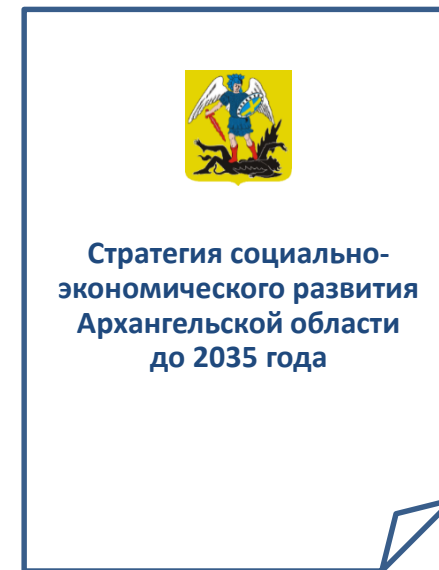 Стратегия социально-
экономического развития
Архангельской области
до 2035 года